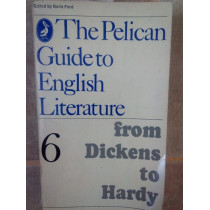 Edited by Boris Ford
The Pelican
Guide to
English
Literature
6
from
Dickens
to
Hardy